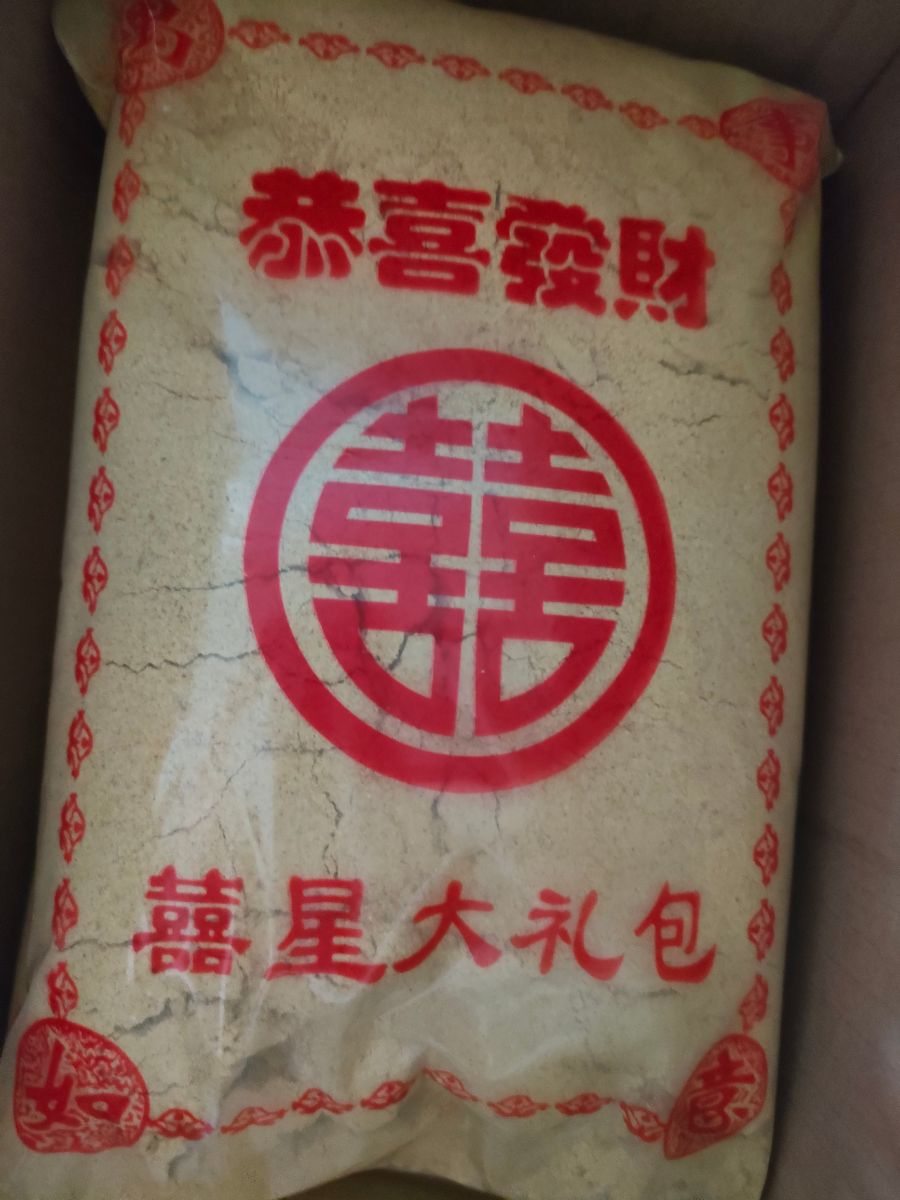 恭喜發財
囍
囍星大礼包
如 意